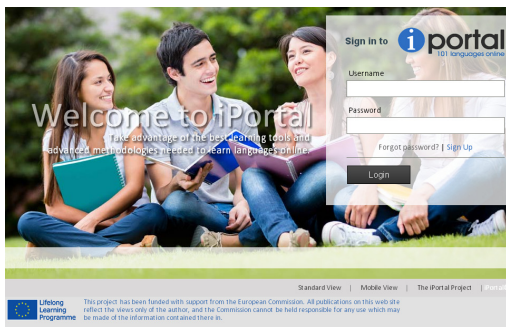 Sign in to iportal
101 languages online
Username
Password
Forgot password? | Sign Up
Login
Welcome to iPortal
Take advantage of the best learning tools and
advanced methodologies needed to learn languages online.
Standard View | Mobile View | The iPortal Project | iPortal
Lifelong
Learning
Programme
This project has been funded with support from the European Commission. All publications on this web site
reflect the views only of the author, and the Commission cannot be held responsible for any use which may
be made of the information contained there in.